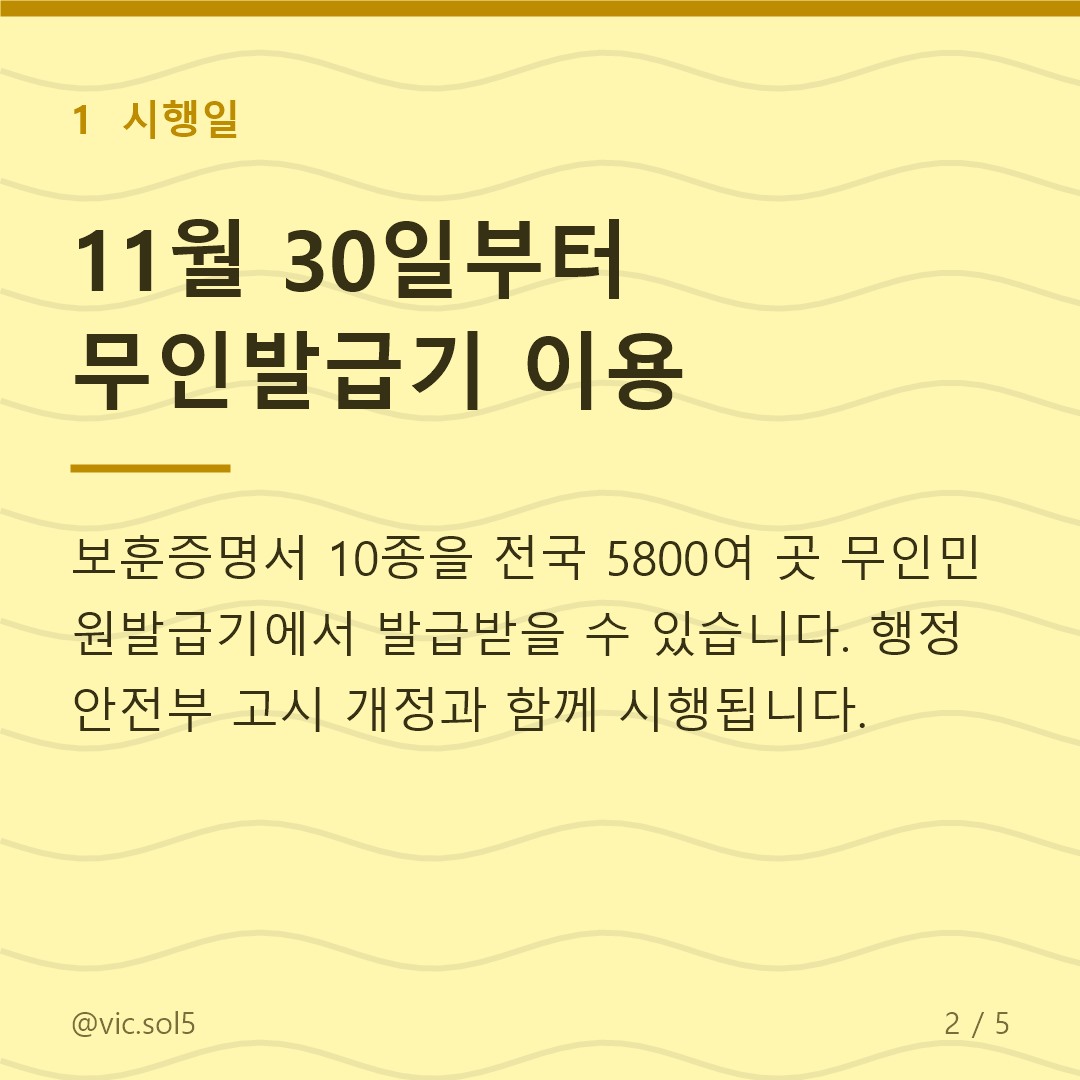 1 시행일
11월 30일부터
무인발급기 이용
보훈증명서 10종을 전국 5800여 곳 무인민
원발급기에서 발급받을 수 있습니다. 행정
안전부 고시 개정과 함께 시행됩니다.
@vic.sol5
2 / 5